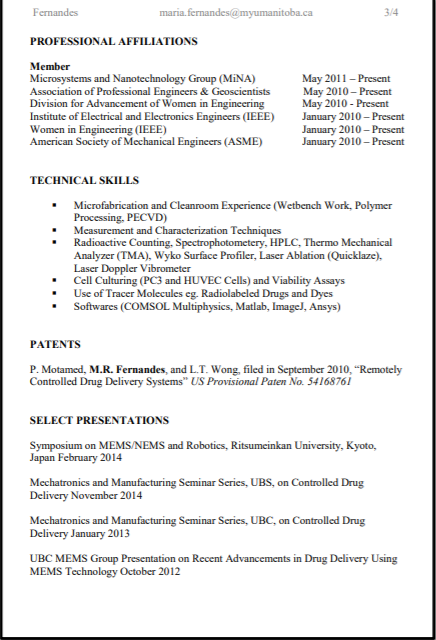 Fernandes maria.fernandes@myumanitoba.ca 3/4
PROFESSIONAL AFFILIATIONS
Member
Microsystems and Nanotechnology Group (MiNA) May 2011 – Present
Association of Professional Engineers & Geoscientists May 2010 – Present
Division for Advancement of Women in Engineering May 2010 - Present
Institute of Electrical and Electronics Engineers (IEEE) January 2010 – Present
Women in Engineering (IEEE) January 2010 – Present
American Society of Mechanical Engineers (ASME) January 2010 – Present
TECHNICAL SKILLS
▪ Microfabrication and Cleanroom Experience (Wetbench Work, Polymer
Processing, PECVD)
▪ Measurement and Characterization Techniques
▪ Radioactive Counting, Spectrophotometry, HPLC, Thermo Mechanical
Analyzer (TMA), Wyko Surface Profiler, Laser Ablation (Quicklaze),
Laser Doppler Vibrometer
▪ Cell Culturing (PC3 and HUVEC Cells) and Viability Assays
▪ Use of Tracer Molecules eg. Radiolabeled Drugs and Dyes
▪ Softwares (COMSOL Multiphysics, Matlab, ImageJ, Ansys)
PATENTS
P. Motamed, M.R. Fernandes, and L.T. Wong, filed in September 2010, “Remotely
Controlled Drug Delivery Systems” US Provisional Paten No. 54168761
SELECT PRESENTATIONS
Symposium on MEMS/NEMS and Robotics, Ritsumeinkan University, Kyoto,
Japan February 2014
Mechatronics and Manufacturing Seminar Series, UBS, on Controlled Drug
Delivery November 2014
Mechatronics and Manufacturing Seminar Series, UBC, on Controlled Drug
Delivery January 2013
UBC MEMS Group Presentation on Recent Advancements in Drug Delivery Using
MEMS Technology October 2012